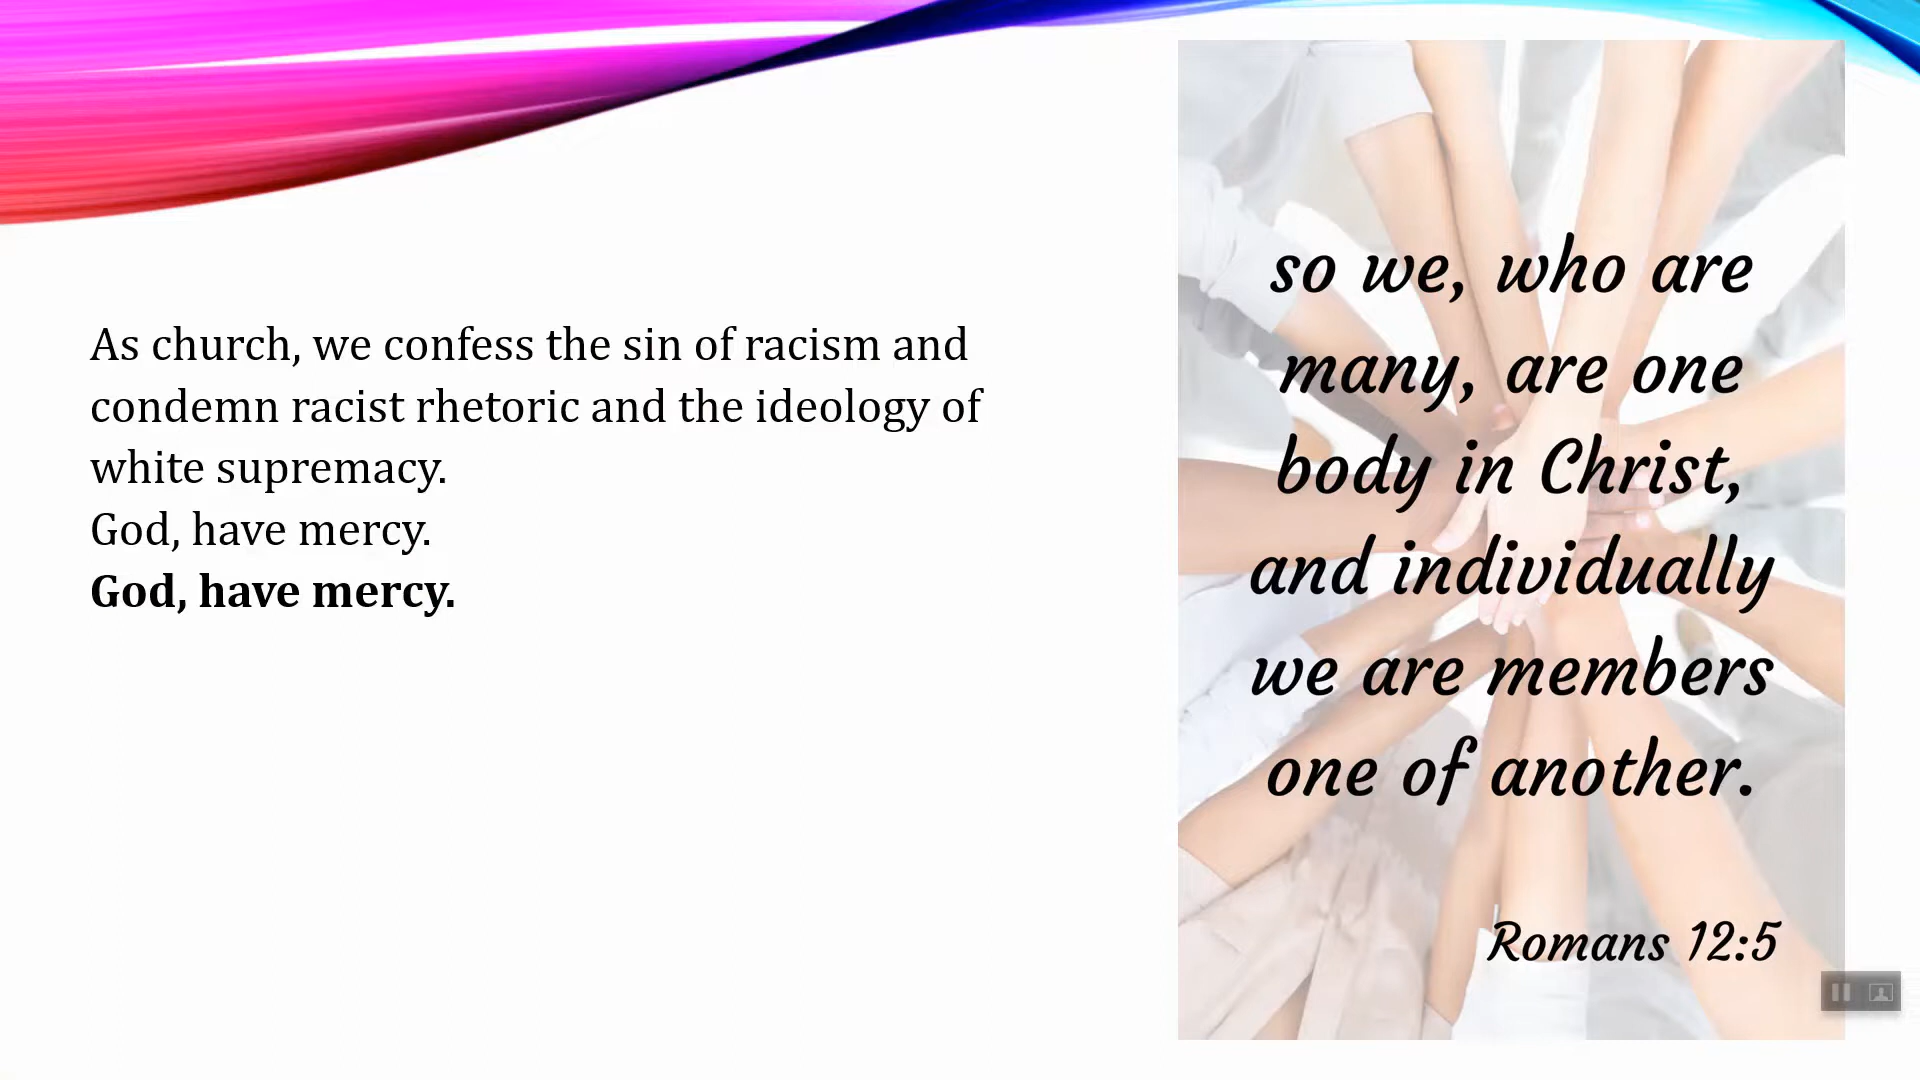 As church, we confess the sin of racism and
condemn racist rhetoric and the ideology of
white supremacy.
God, have mercy.
God, have mercy.
so we, who are
many, are one
body in Christ,
and individually
we are members
one of another.
Romans 12:5